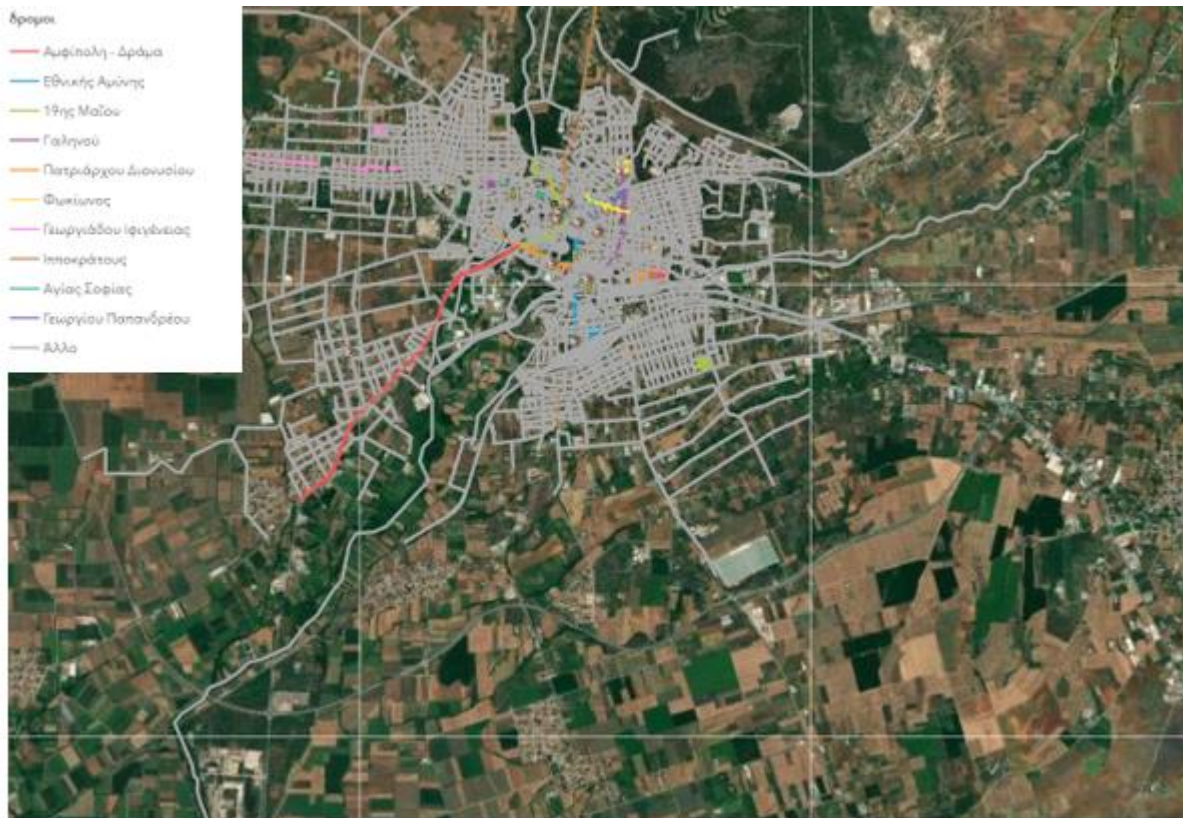 δρομοι
Αμφίπολη - Δράμα
Εθνικής Αμύνης
19ης Μαΐου
Γαληνού
Πατριάρχου Διονυσίου
Φωκίωνος
Γεωργιάδου Ιφιγένειας
Ιπποκράτους
Αγίας Σοφίας
Γεωργίου Παπανδρέου
Άλλο